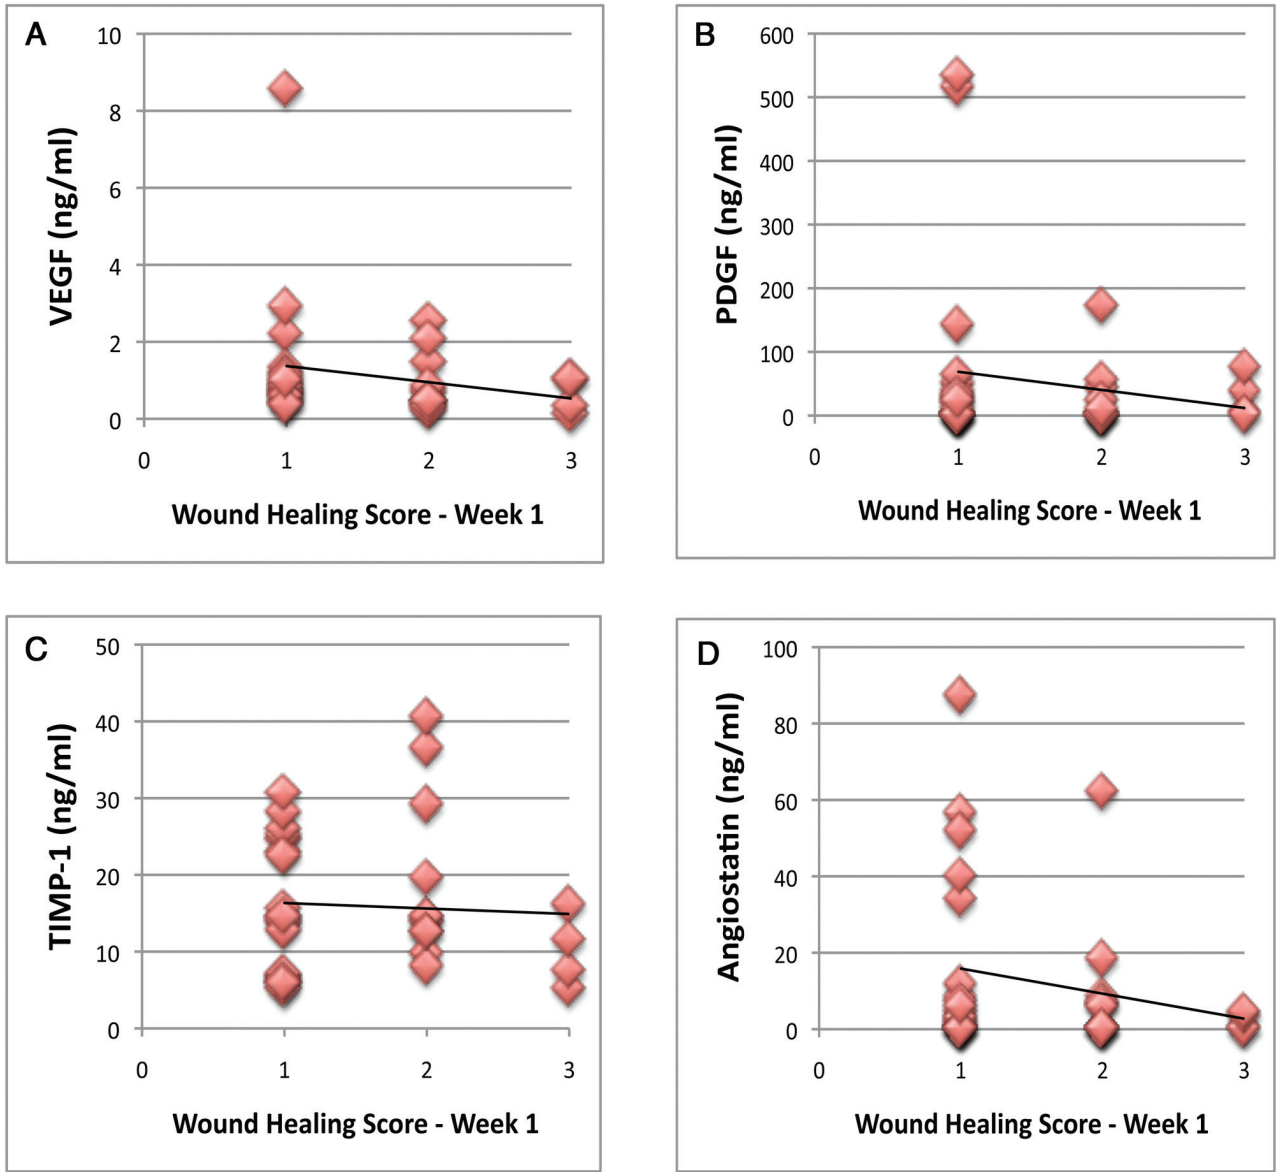 A
VEGF (ng/ml)
10
8
6
4
2
0
0 1 2 3
Wound Healing Score - Week 1
B
PDGF (ng/ml)
600
500
400
300
200
100
0
0 1 2 3
Wound Healing Score - Week 1
C
TIMP-1 (ng/ml)
50
40
30
20
10
0
0 1 2 3
Wound Healing Score - Week 1
D
Angiostatin (ng/ml)
100
80
60
40
20
0
0 1 2 3
Wound Healing Score - Week 1